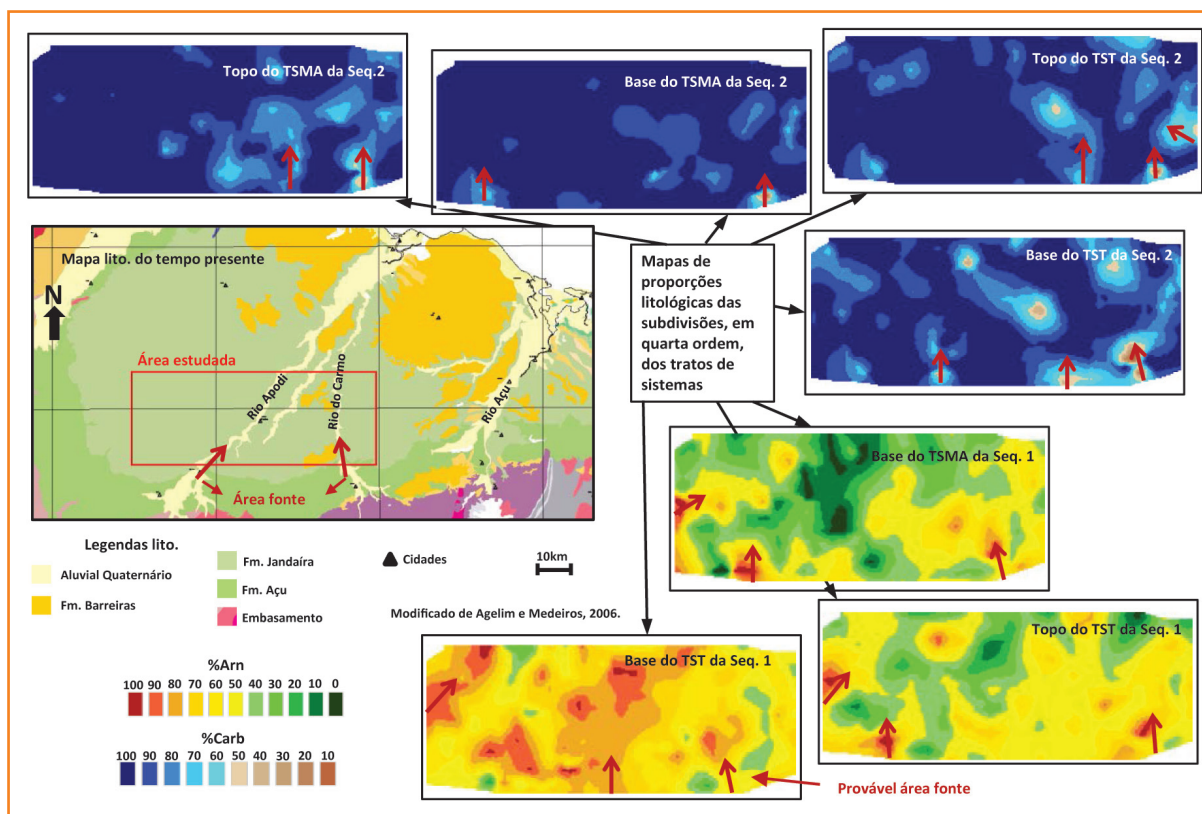 Topo do TSMA da Seq.2
Base do TSMA da Seq. 2
Topo do TST da Seq. 2
Mapa lito. do tempo presente
N
Área estudada
Rio Apodi
Rio do Carmo
Rio Açu
Área fonte
Mapas de
proporções
litológicas das
subdivisões, em
quarta ordem,
dos tratos de
sistemas
Base do TST da Seq. 2
Base do TSMA da Seq. 1
Legendas lito.
Aluvial Quaternário
Fm. Barreiras
Fm. Jandaíra
Fm. Açu
Embasamento
Cidades
10km
Modificado de Agelim e Medeiros, 2006.
Topo do TST da Seq. 1
Base do TST da Seq. 1
Provável área fonte
%Arn
100 90 80 70 60 50 40 30 20 10 0
%Carb
100 90 80 70 60 50 40 30 20 10